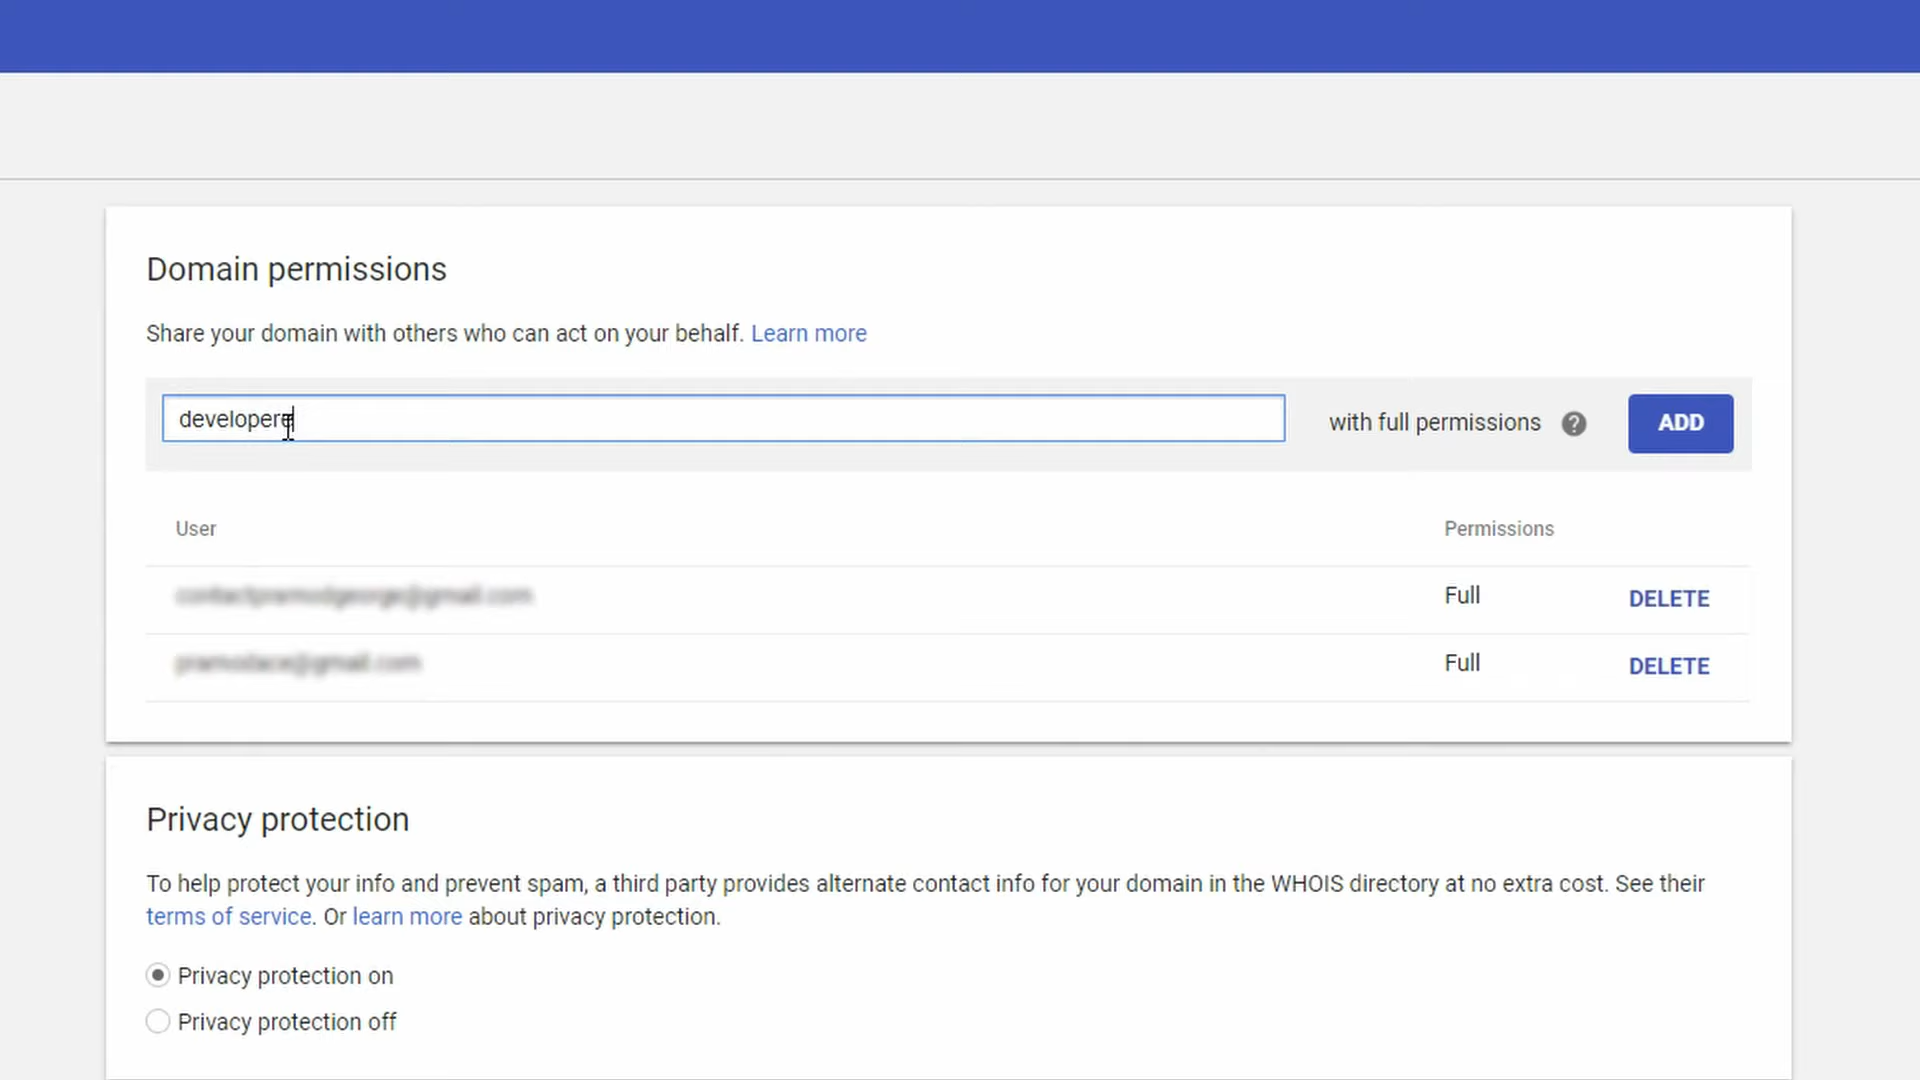 Domain permissions
Share your domain with others who can act on your behalf. Learn more
developere
with full permissions ?
ADD
User Permissions
Full DELETE
Full DELETE
Privacy protection
To help protect your info and prevent spam, a third party provides alternate contact info for your domain in the WHOIS directory at no extra cost. See their
terms of service. Or learn more about privacy protection.
Privacy protection on
Privacy protection off